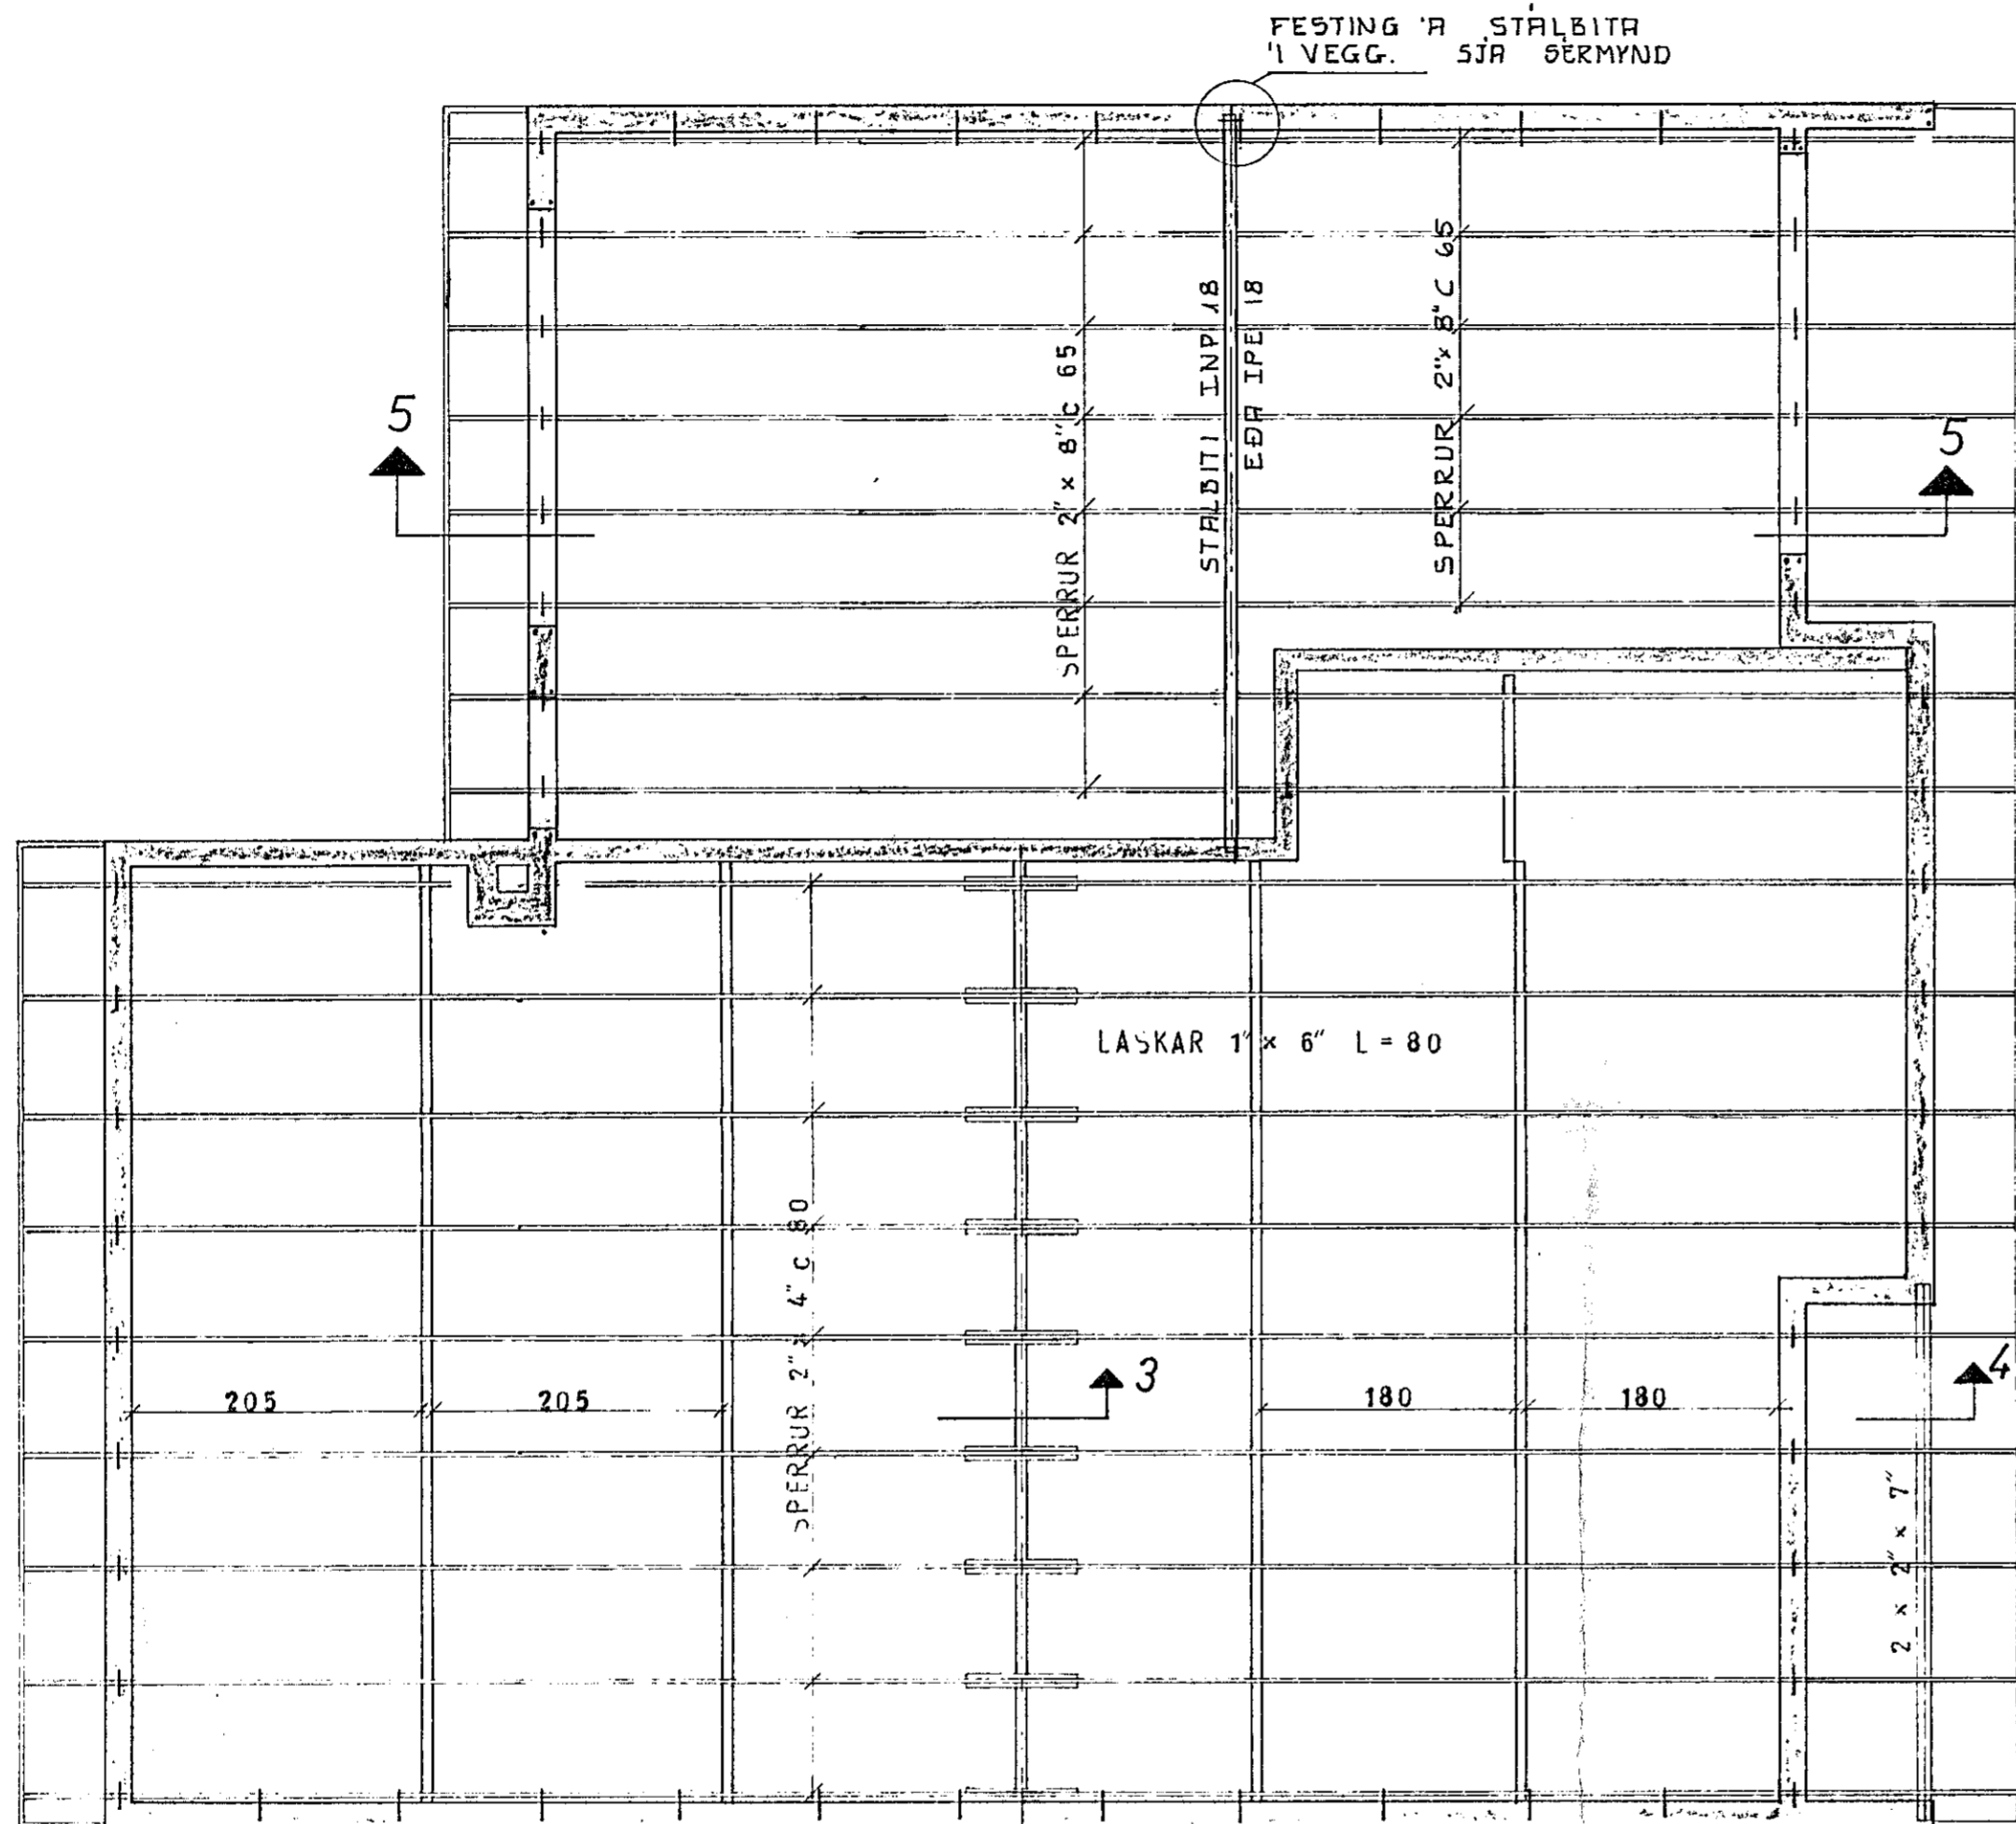 FESTING Á STÁLBITA
Í VEGG. SJÁ SÉRMYND
5
SPERRUR 2" x 8" C 65
STALBITI INP 18
EÐA IPE 18
SPERRUR 2" x 8" C 65
5
LASKAR 1" x 6" L = 80
SPERRUR 2" x 4" C 80
205
205
3
180
180
4
2 x 2" x 7"